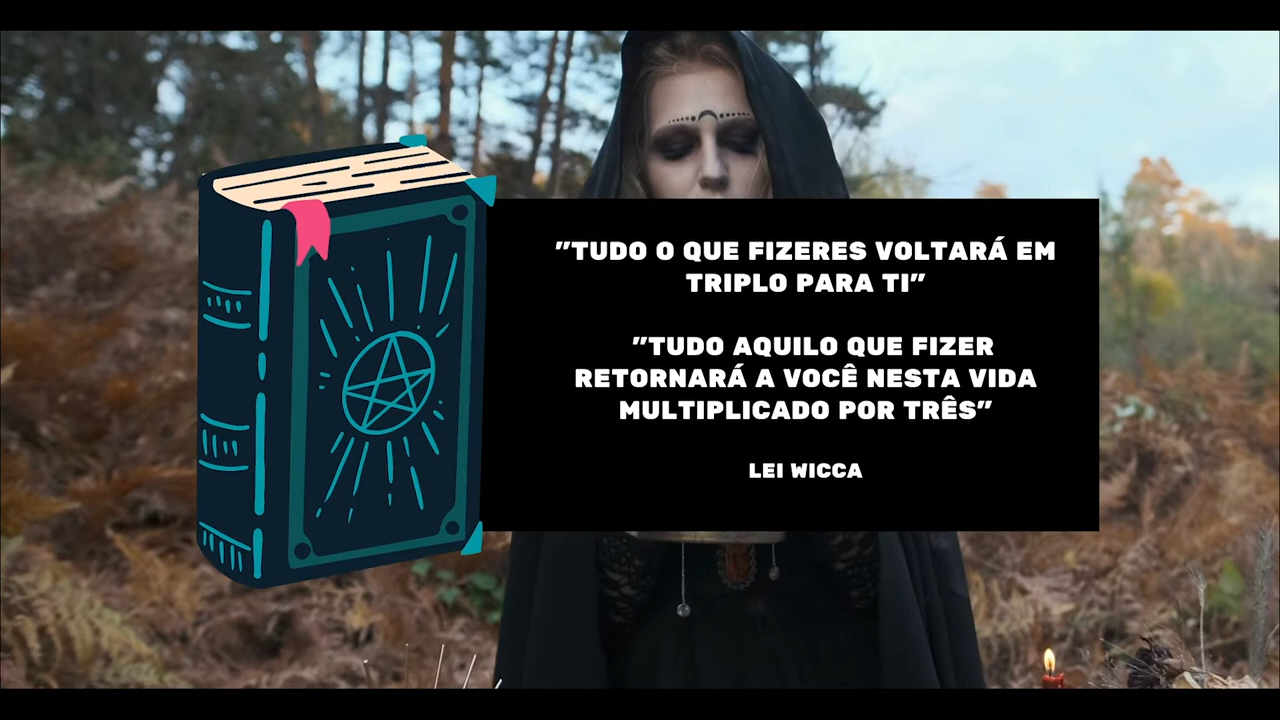 "TUDO O QUE FIZERES VOLTARÁ EM
TRIPLO PARA TI"
"TUDO AQUILO QUE FIZER
RETORNARÁ A VOCÊ NESTA VIDA
MULTIPLICADO POR TRÊS"
LEI WICCA